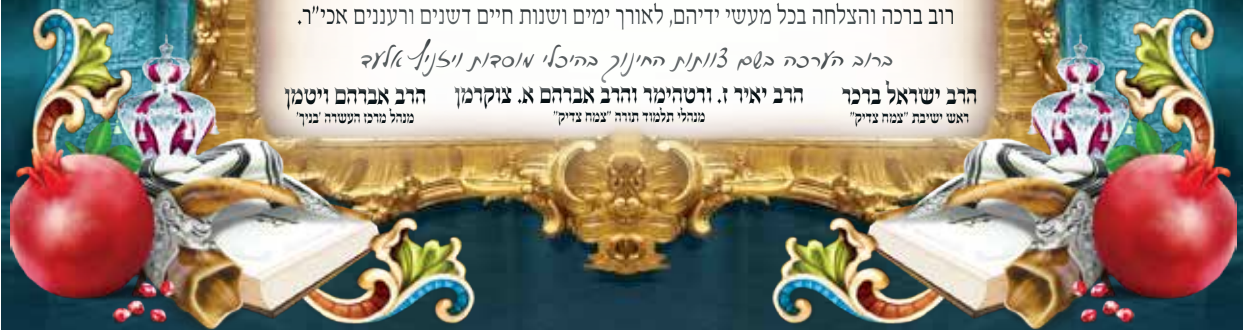 רוב ברכה והצלחה בכל מעשי ידיהם, לאורך ימים ושנות חיים דשנים ורעננים אכי"ר.
ברוב הערכה בשם צוותות החינוך בהיכלי מוסדות ויזניץ אלעד
הרב ישראל ברכר הרב יאיר ז. ורטהימר והרב אברהם א. צוקרמן הרב אברהם ויטמן
ראש ישיבת "צמח צדיק" מנהלי תלמוד תורה "צמח צדיק" מנהל מרכז העשרה 'בניך'